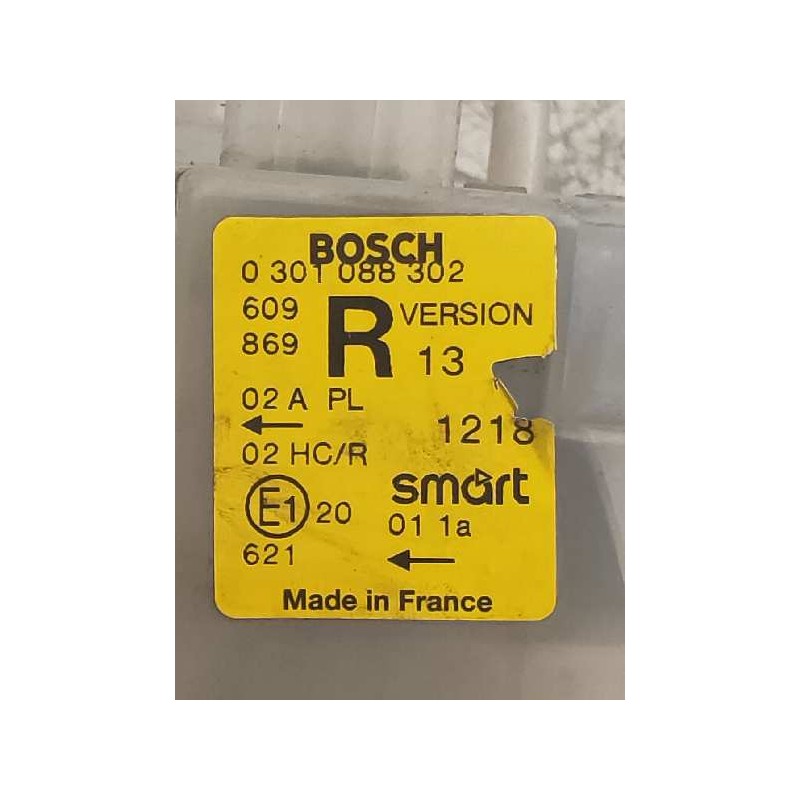 BOSCH
0 301 088 302
609
869
R
VERSION
13
02 A PL
1218
02 HC/R
smart
E1 20
01 1a
621
Made in France